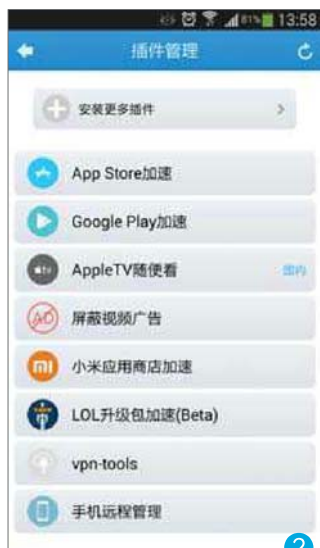 81% 13:58
插件管理
安装更多插件
App Store加速
Google Play加速
AppleTV随便看 国内
屏蔽视频广告
小米应用商店加速
LOL升级包加速(Beta)
vpn-tools
手机远程管理
2